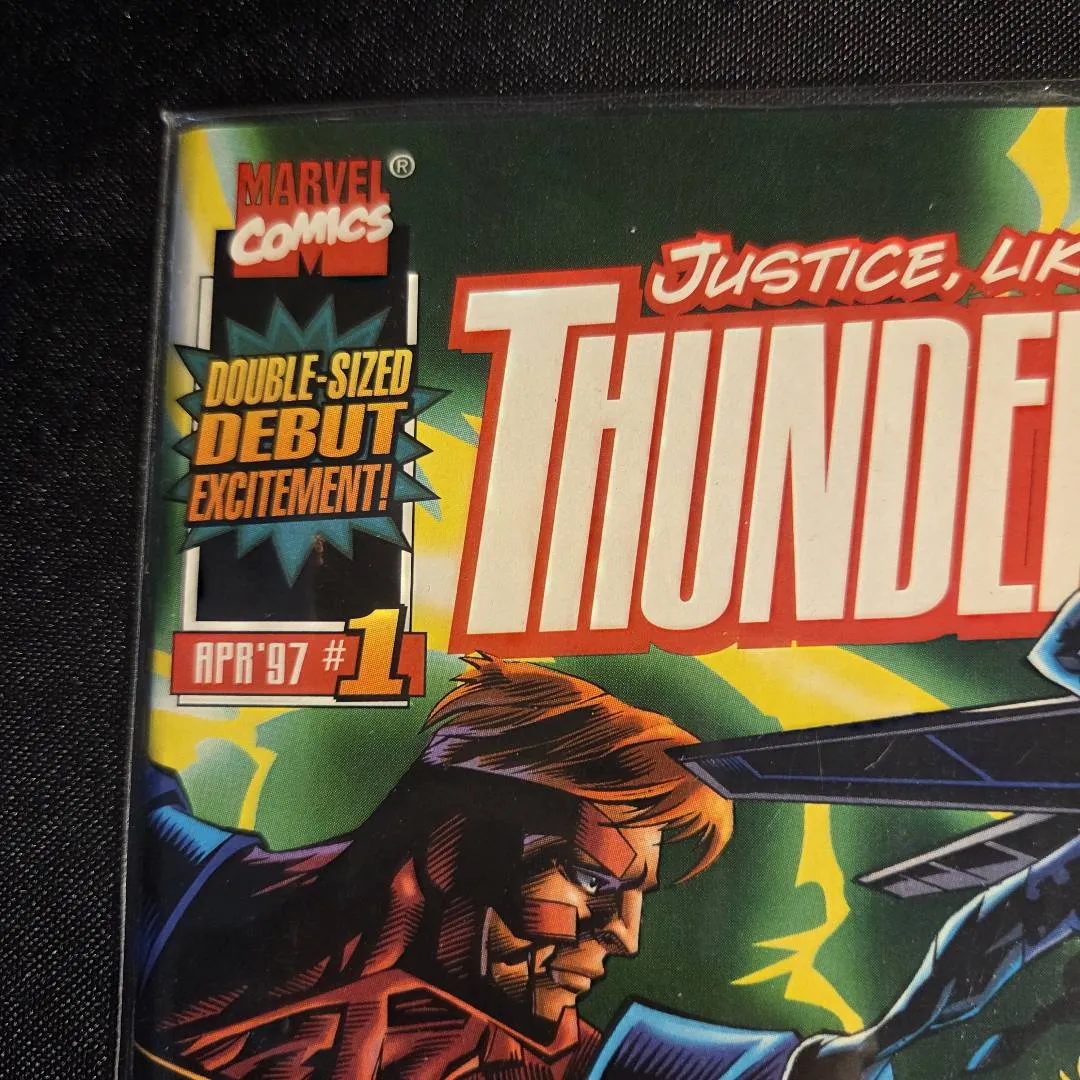 MARVEL®
COMICS
DOUBLE-SIZED
DEBUT
EXCITEMENT!
APR'97 #1
JUSTICE, LIK
THUNDE